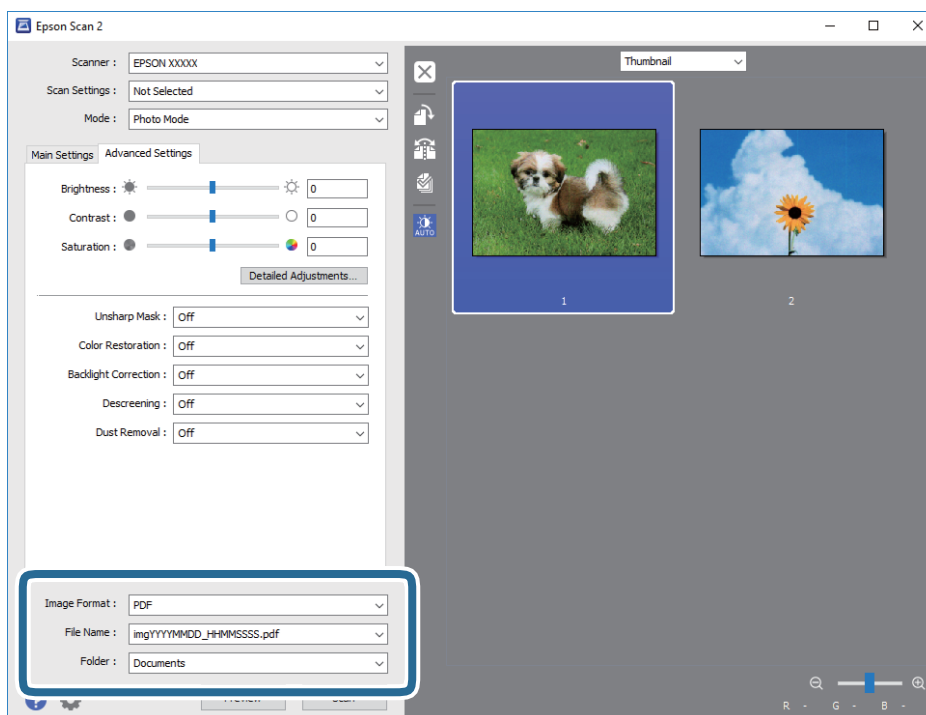 Epson Scan 2
Scanner : EPSON XXXXX
Scan Settings : Not Selected
Mode : Photo Mode
Main Settings Advanced Settings
Brightness : 0
Contrast : 0
Saturation : 0
Detailed Adjustments...
Unsharp Mask : Off
Color Restoration : Off
Backlight Correction : Off
Descreening : Off
Dust Removal : Off
Image Format : PDF
File Name : imgYYYYMMDD_HHMMSSSS.pdf
Folder : Documents
Thumbnail
AUTO
1
2
R - G - B -